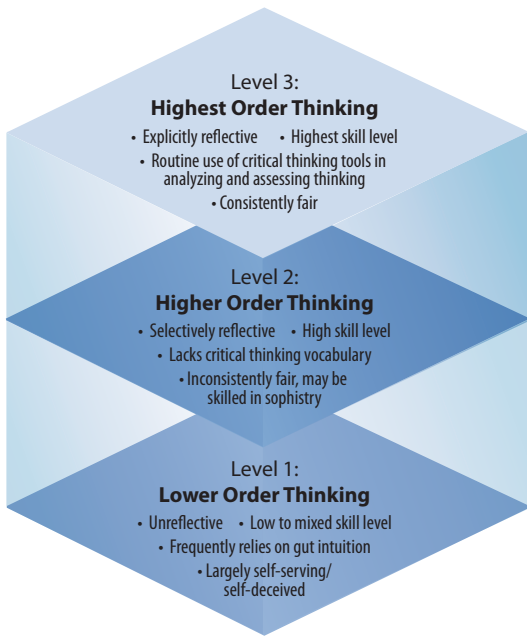 Level 3:
Highest Order Thinking
• Explicitly reflective • Highest skill level
• Routine use of critical thinking tools in
analyzing and assessing thinking
• Consistently fair
Level 2:
Higher Order Thinking
• Selectively reflective • High skill level
• Lacks critical thinking vocabulary
• Inconsistently fair, may be
skilled in sophistry
Level 1:
Lower Order Thinking
• Unreflective • Low to mixed skill level
• Frequently relies on gut intuition
• Largely self-serving/
self-deceived